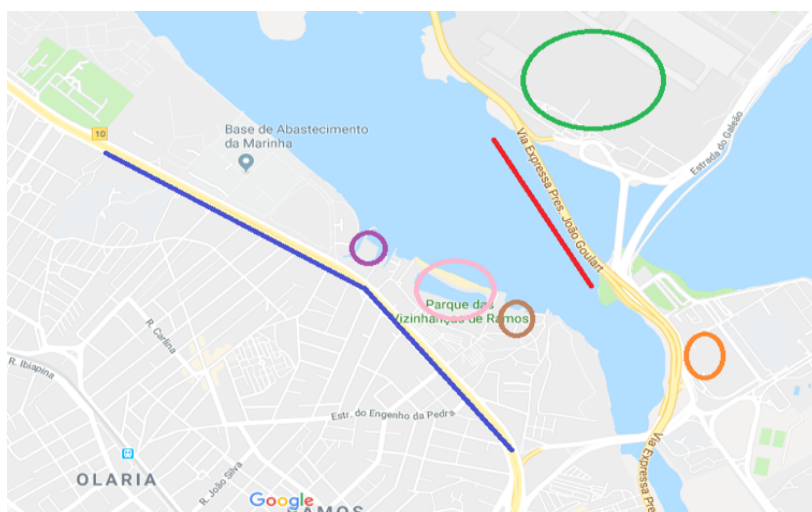 10
Base de Abastecimento
da Marinha
Via Expressa Pres. João Goulart
Estrada do Galeão
Parque das
Vizinhanças de Ramos
R. Carlina
R. Ibiapina
Estr. do Engenho da Pedra
OLARIA
R. João Silva
Google
RAMOS
Via Expressa Pres